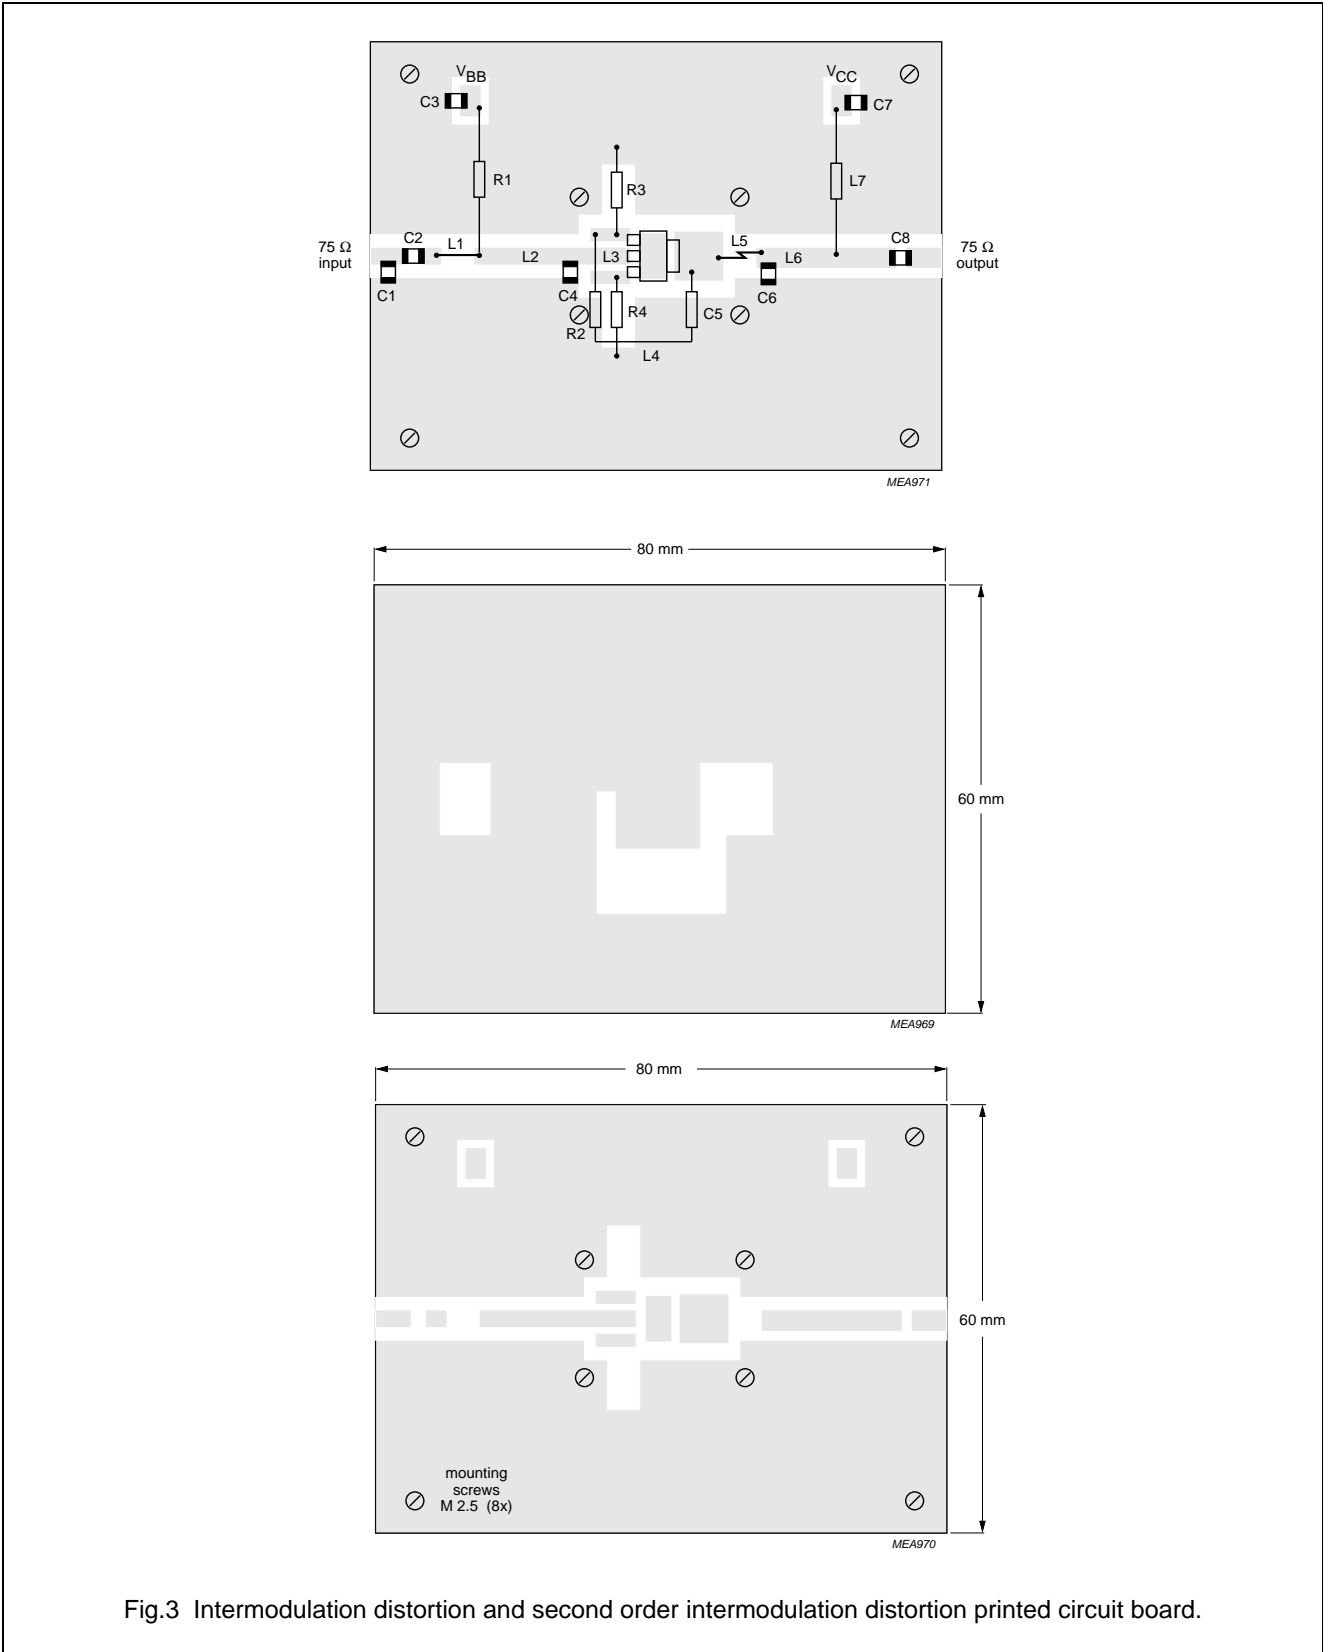 VBB
VCC
C3
C7
R1
R3
L7
75 Ω
input
C2
L1
L2
L3
L5
L6
C8
75 Ω
output
C1
C4
C6
R2
R4
C5
L4
MEA971
80 mm
60 mm
MEA969
80 mm
60 mm
mounting
screws
M 2.5 (8x)
MEA970
Fig.3 Intermodulation distortion and second order intermodulation distortion printed circuit board.